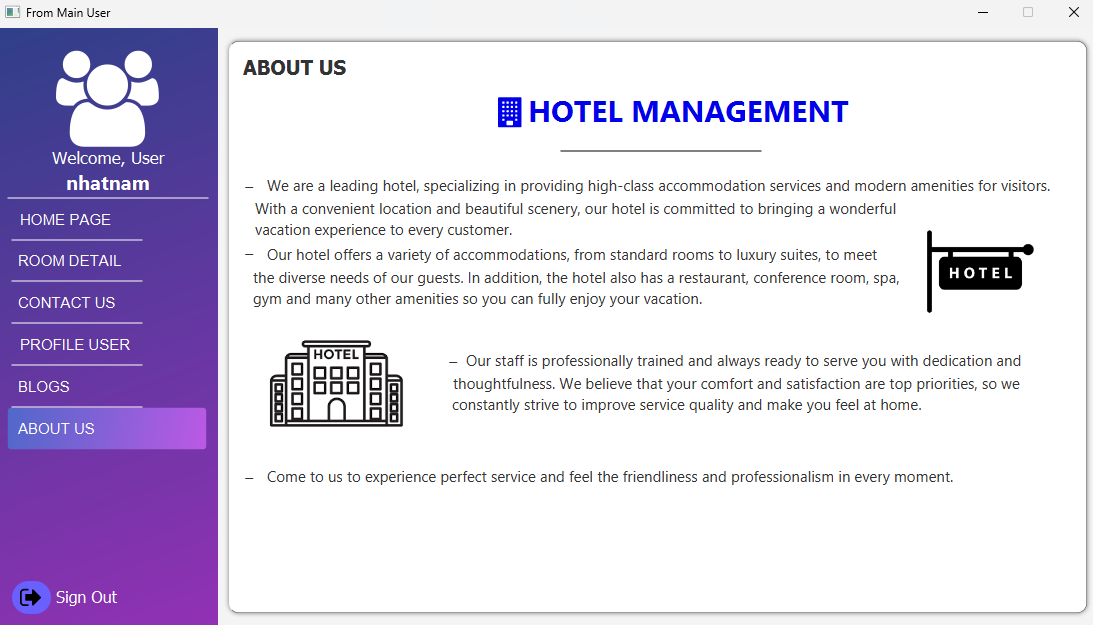 From Main User
Welcome, User
nhatnam
HOME PAGE
ROOM DETAIL
CONTACT US
PROFILE USER
BLOGS
ABOUT US
Sign Out
ABOUT US
HOTEL MANAGEMENT
– We are a leading hotel, specializing in providing high-class accommodation services and modern amenities for visitors.
With a convenient location and beautiful scenery, our hotel is committed to bringing a wonderful
vacation experience to every customer.
– Our hotel offers a variety of accommodations, from standard rooms to luxury suites, to meet
the diverse needs of our guests. In addition, the hotel also has a restaurant, conference room, spa,
gym and many other amenities so you can fully enjoy your vacation.
HOTEL
HOTEL
– Our staff is professionally trained and always ready to serve you with dedication and
thoughtfulness. We believe that your comfort and satisfaction are top priorities, so we
constantly strive to improve service quality and make you feel at home.
– Come to us to experience perfect service and feel the friendliness and professionalism in every moment.